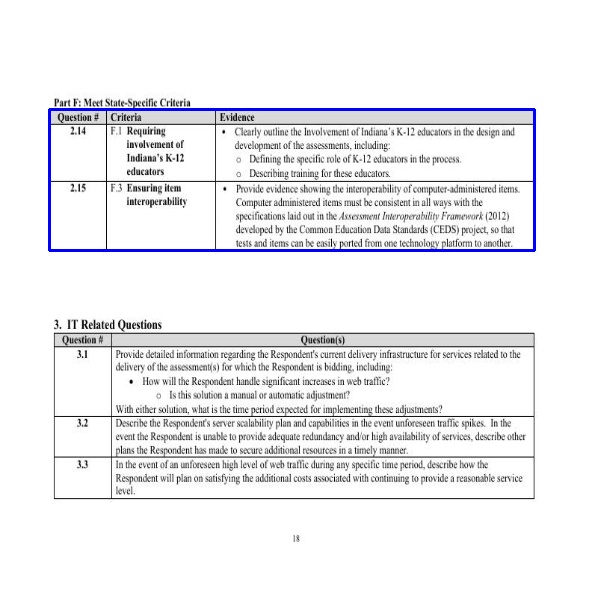 Part F: Meet State-Specific Criteria
Question # Criteria Evidence
2.14 F.1 Requiring involvement of Indiana's K-12 educators
• Clearly outline the Involvement of Indiana's K-12 educators in the design and
development of the assessments, including:
o Defining the specific role of K-12 educators in the process.
o Describing training for these educators.
2.15 F.3 Ensuring item interoperability
• Provide evidence showing the interoperability of computer-administered items.
Computer administered items must be consistent in all ways with the
specifications laid out in the Assessment Interoperability Framework (2012)
developed by the Common Education Data Standards (CEDS) project, so that
tests and items can be easily ported from one technology platform to another.
3. IT Related Questions
Question # Question(s)
3.1 Provide detailed information regarding the Respondent's current delivery infrastructure for services related to the
delivery of the assessment(s) for which the Respondent is bidding, including:
• How will the Respondent handle significant increases in web traffic?
o Is this solution a manual or automatic adjustment?
With either solution, what is the time period expected for implementing these adjustments?
3.2 Describe the Respondent's server scalability plan and capabilities in the event unforeseen traffic spikes. In the
event the Respondent is unable to provide adequate redundancy and/or high availability of services, describe other
plans the Respondent has made to secure additional resources in a timely manner.
3.3 In the event of an unforeseen high level of web traffic during any specific time period, describe how the
Respondent will plan on satisfying the additional costs associated with continuing to provide a reasonable service
level.
18